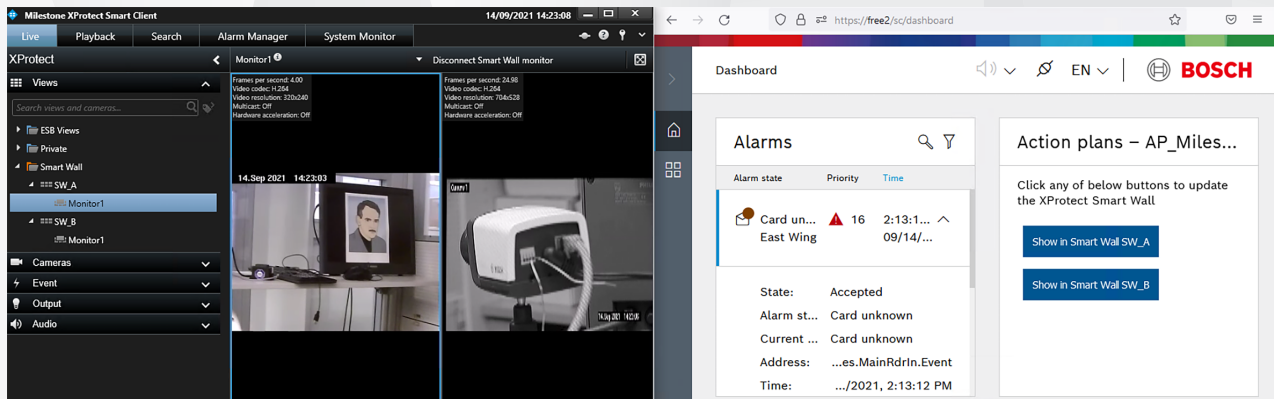 Milestone XProtect Smart Client
14/09/2021 14:23:08
Live
Playback
Search
Alarm Manager
System Monitor
XProtect
Monitor1
Disconnect Smart Wall monitor
Views
Search views and cameras...
ESB Views
Private
Smart Wall
SW_A
Monitor1
SW_B
Monitor1
Cameras
Event
Output
Audio
Frames per second: 4.00
Video codec: H.264
Video resolution: 320x240
Multicast: Off
Hardware acceleration: Off
14.Sep 2021 14:23:03
Frames per second: 24.98
Video codec: H.264
Video resolution: 704x528
Multicast: Off
Hardware acceleration: Off
https://free2/sc/dashboard
Dashboard
EN
BOSCH
Alarms
Alarm state Priority Time
Card un... 16 2:13:1...
East Wing 09/14/...
State: Accepted
Alarm st... Card unknown
Current ... Card unknown
Address: ...es.MainRdrIn.Event
Time: .../2021, 2:13:12 PM
Action plans – AP_Miles...
Click any of below buttons to update
the XProtect Smart Wall
Show in Smart Wall SW_A
Show in Smart Wall SW_B